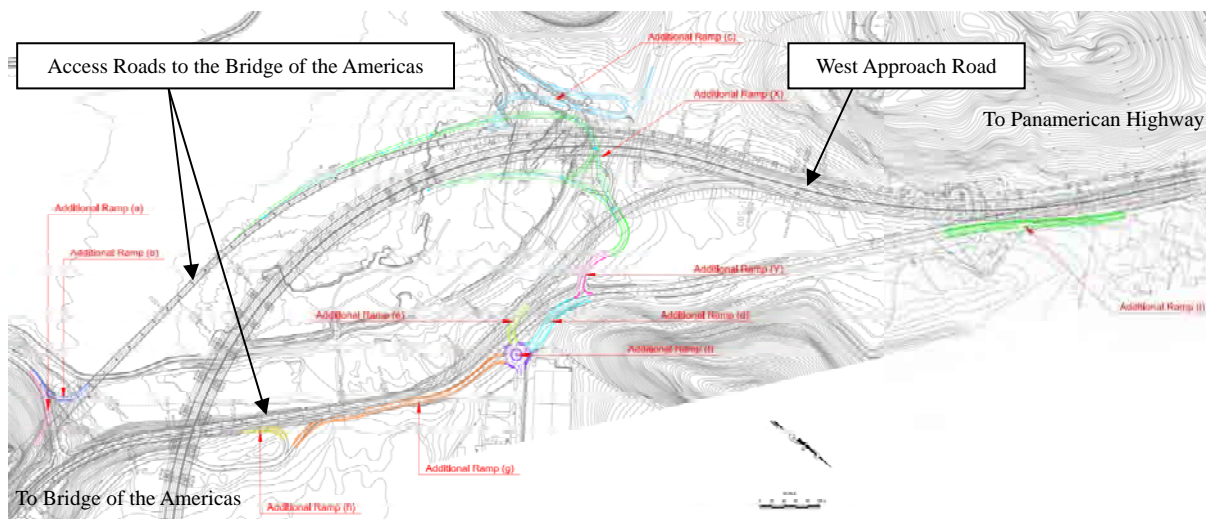 Additional Ramp (c)
Access Roads to the Bridge of the Americas
West Approach Road
Additional Ramp (X)
To Panamerican Highway
Additional Ramp (a)
Additional Ramp (b)
Additional Ramp (Y)
Additional Ramp (e)
Additional Ramp (d)
Additional Ramp (i)
Additional Ramp (g)
To Bridge of the Americas
Additional Ramp (h)